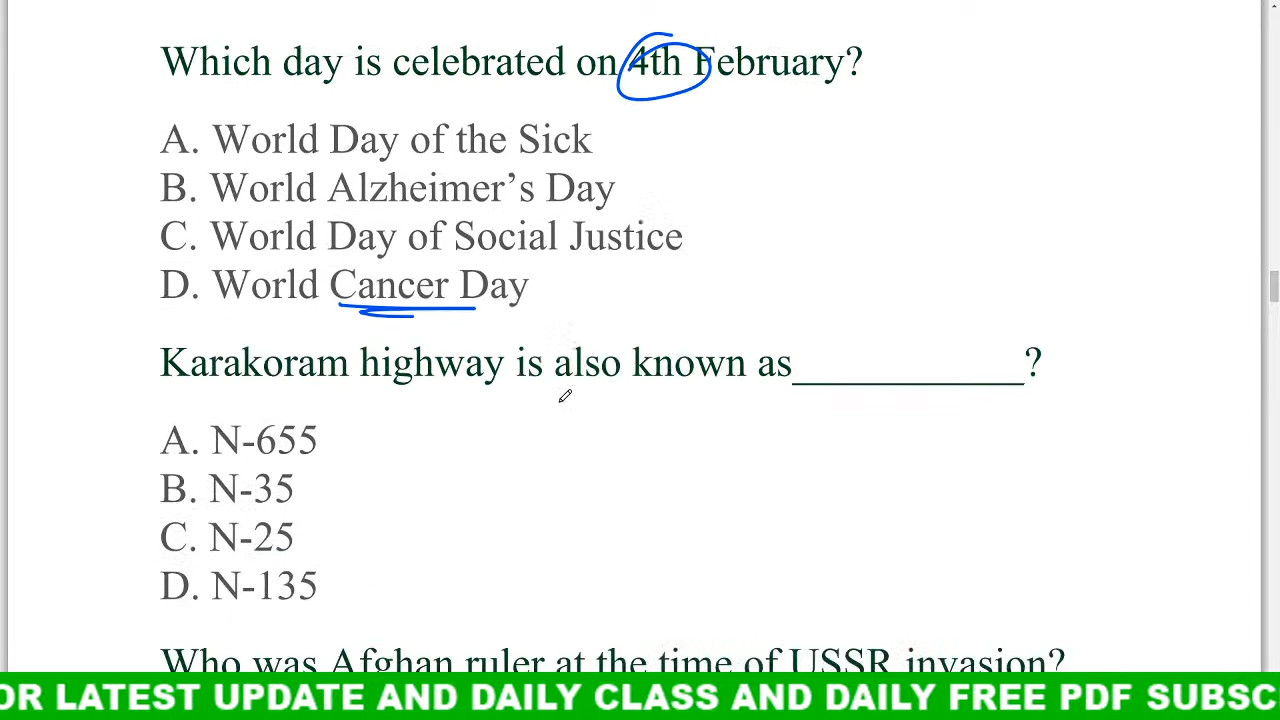 Which day is celebrated on 4th February?
A. World Day of the Sick
B. World Alzheimer’s Day
C. World Day of Social Justice
D. World Cancer Day
Karakoram highway is also known as___________?
A. N-655
B. N-35
C. N-25
D. N-135
Who was Afghan ruler at the time of USSR invasion?
OR LATEST UPDATE AND DAILY CLASS AND DAILY FREE PDF SUBSC